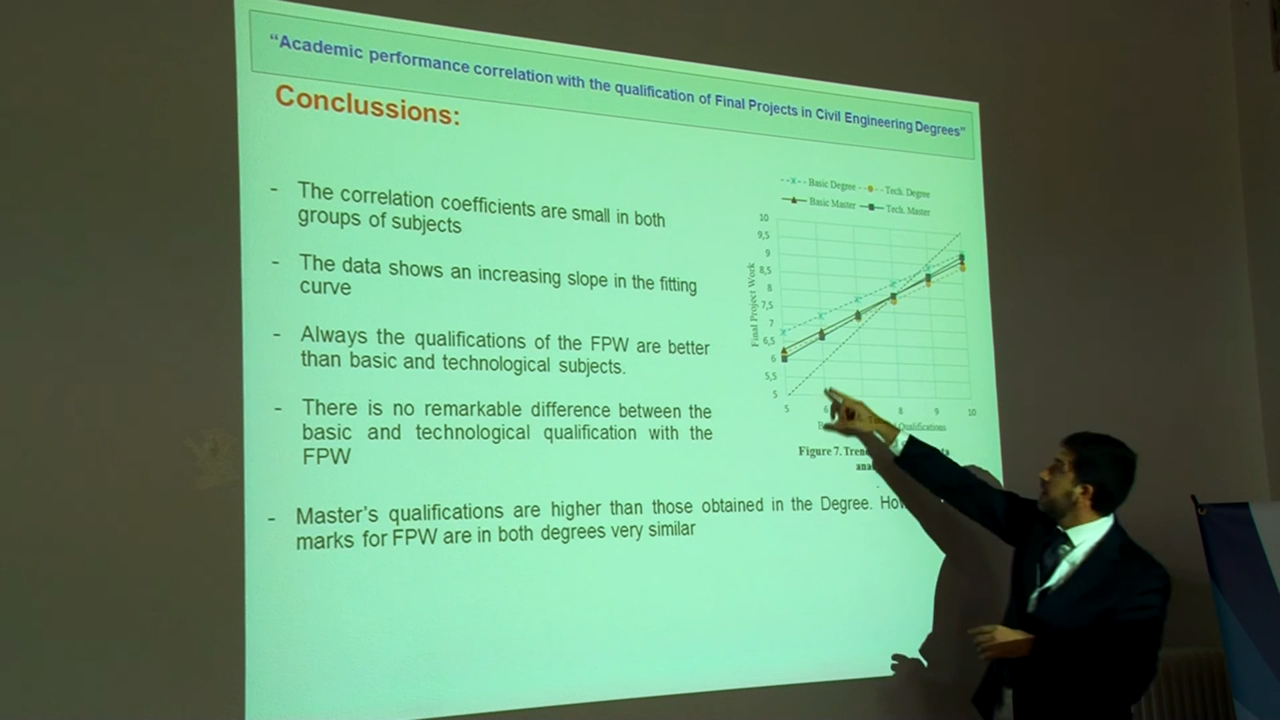 “Academic performance correlation with the qualification of Final Projects in Civil Engineering Degrees”
Conclussions:
- The correlation coefficients are small in both
groups of subjects
- The data shows an increasing slope in the fitting
curve
- Always the qualifications of the FPW are better
than basic and technological subjects.
- There is no remarkable difference between the
basic and technological qualification with the
FPW
- Master’s qualifications are higher than those obtained in the Degree.
marks for FPW are in both degrees very similar
Basic Degree Tech. Degree
Basic Master Tech. Master
Final Project Work
10
9,5
9
8,5
8
7,5
7
6,5
6
5,5
5
5 6 8 9 10
Qualifications
Figure 7.